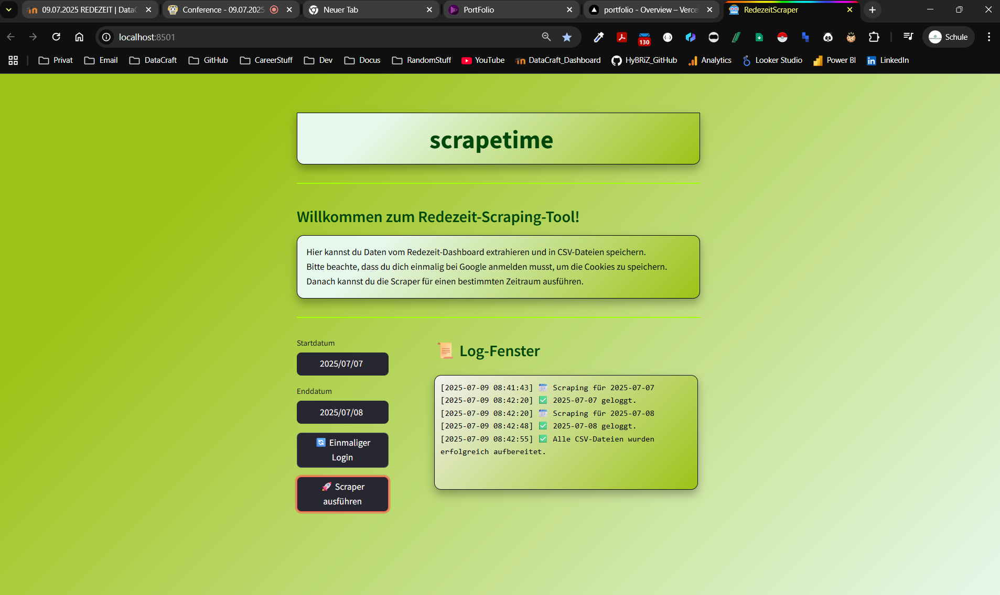 09.07.2025 REDEZEIT | DataC
Conference - 09.07.2025
Neuer Tab
PortFolio
portfolio - Overview – Vercel
RedezeitScraper
localhost:8501
130
Schule
Privat
Email
DataCraft
GitHub
CareerStuff
Dev
Docus
RandomStuff
YouTube
DataCraft_Dashboard
HyBRiZ_GitHub
Analytics
Looker Studio
Power BI
LinkedIn
scrapetime
Willkommen zum Redezeit-Scraping-Tool!
Hier kannst du Daten vom Redezeit-Dashboard extrahieren und in CSV-Dateien speichern.
Bitte beachte, dass du dich einmalig bei Google anmelden musst, um die Cookies zu speichern.
Danach kannst du die Scraper für einen bestimmten Zeitraum ausführen.
Startdatum
2025/07/07
Enddatum
2025/07/08
🔄 Einmaliger
Login
🚀 Scraper
ausführen
📜 Log-Fenster
[2025-07-09 08:41:43] 🗓️ Scraping für 2025-07-07
[2025-07-09 08:42:20] ✅ 2025-07-07 geloggt.
[2025-07-09 08:42:20] 🗓️ Scraping für 2025-07-08
[2025-07-09 08:42:48] ✅ 2025-07-08 geloggt.
[2025-07-09 08:42:55] ✅ Alle CSV-Dateien wurden
erfolgreich aufbereitet.